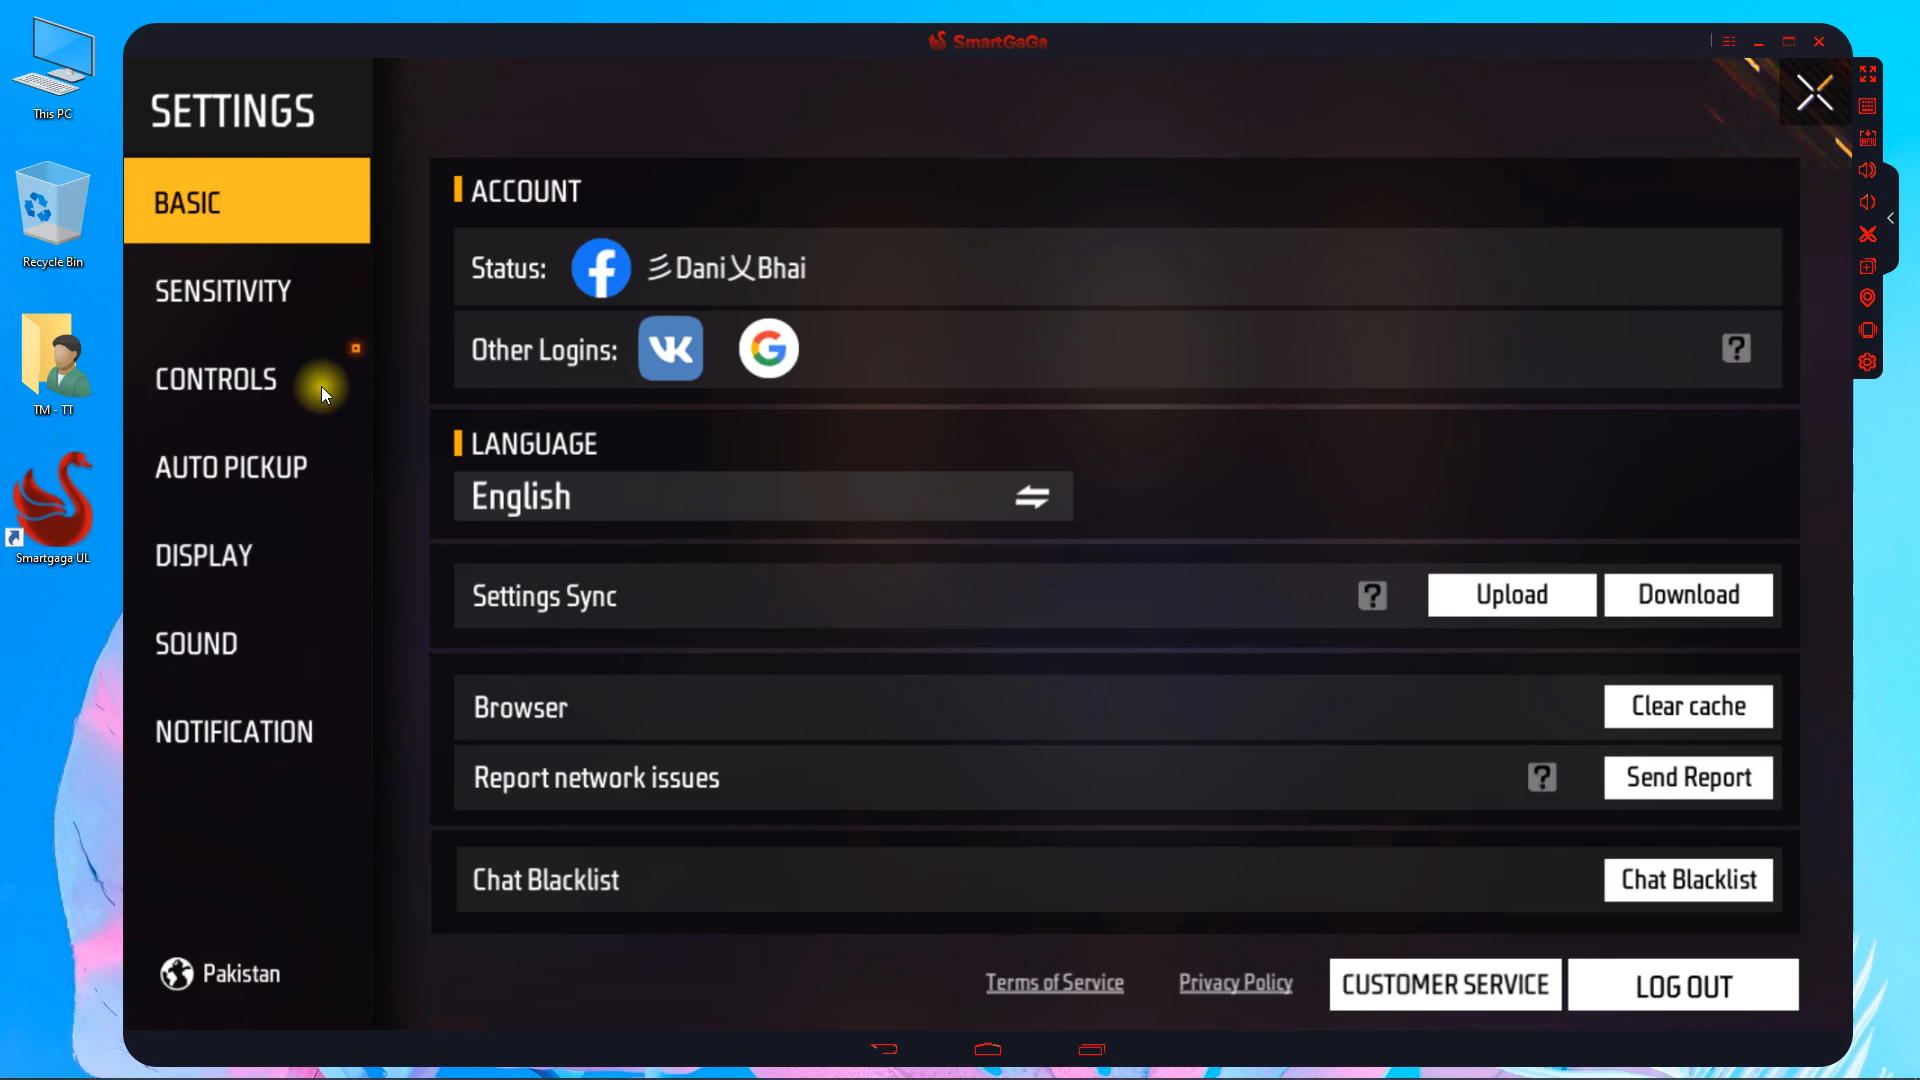 This PC
Recycle Bin
TM - TT
Smartgaga UL
SmartGaGa
SETTINGS
BASIC
SENSITIVITY
CONTROLS
AUTO PICKUP
DISPLAY
SOUND
NOTIFICATION
Pakistan
ACCOUNT
Status: 彡Dani乂Bhai
Other Logins:
?
LANGUAGE
English
Settings Sync ? Upload Download
Browser Clear cache
Report network issues ? Send Report
Chat Blacklist Chat Blacklist
Terms of Service Privacy Policy CUSTOMER SERVICE LOG OUT